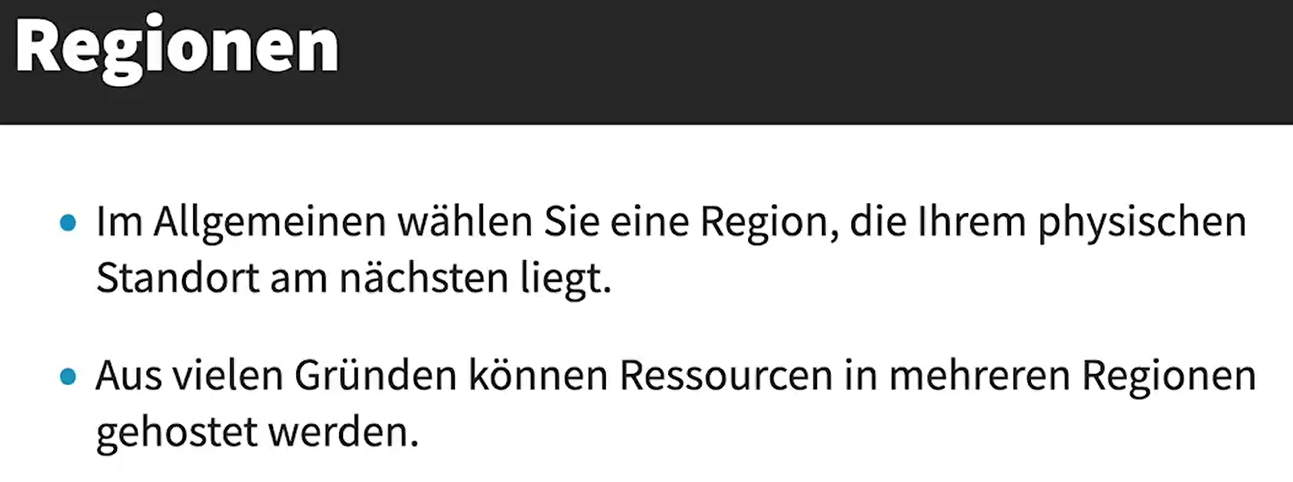 Regionen
• Im Allgemeinen wählen Sie eine Region, die Ihrem physischen
Standort am nächsten liegt.
• Aus vielen Gründen können Ressourcen in mehreren Regionen
gehostet werden.